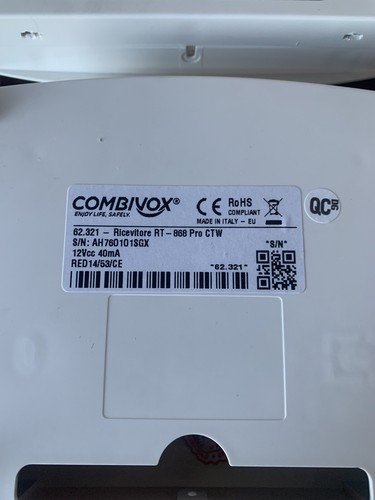 COMBIVOX®
ENJOY LIFE, SAFELY.
CE RoHS
COMPLIANT
MADE IN ITALY - EU
QC
62.321 - Ricevitore RT-868 Pro CTW
S/N: AH760101SGX
12Vcc 40mA
RED14/53/CE
*S/N*
*62.321*